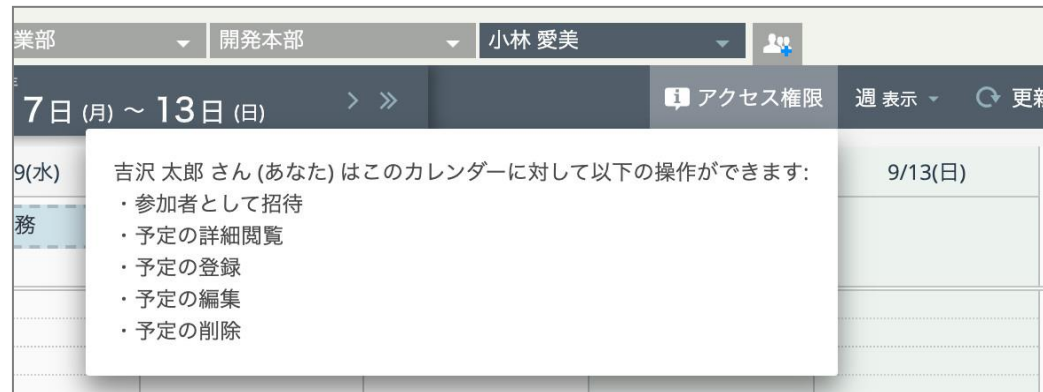 業部 開発本部 小林 愛美
7日 (月) ~ 13日 (日) アクセス権限 週 表示 更新
9(水) 9/13(日)
務
吉沢 太郎 さん (あなた) はこのカレンダーに対して以下の操作ができます:
・参加者として招待
・予定の詳細閲覧
・予定の登録
・予定の編集
・予定の削除